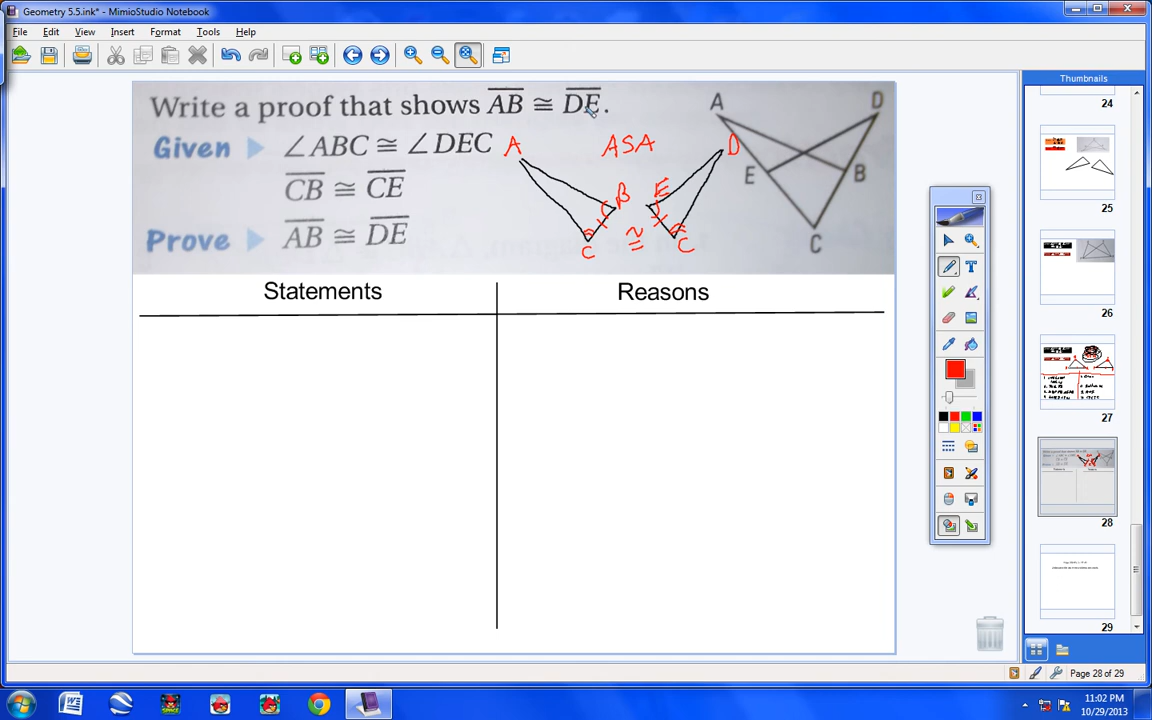 Geometry 5.5.ink* - MimioStudio Notebook
File Edit View Insert Format Tools Help
Thumbnails
Write a proof that shows AB ≅ DE.
Given ∠ABC ≅ ∠DEC
CB ≅ CE
Prove AB ≅ DE
A ASA D
B E
C ≅ C
A D
E B
C
Statements Reasons
T
24
25
26
27
28
29
Page 28 of 29
11:02 PM
10/29/2013